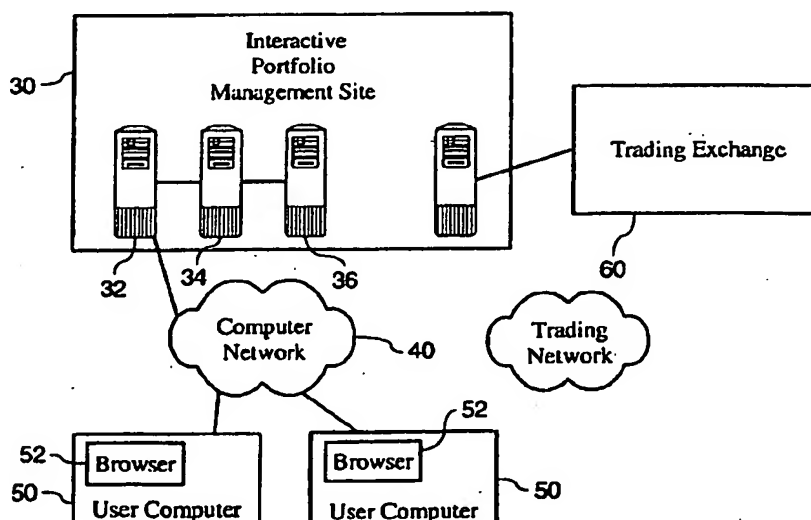 Interactive
Portfolio
Management Site
30
Trading Exchange
32
34
36
60
Computer
Network
40
Trading
Network
52
Browser
50
User Computer
52
Browser
50
User Computer